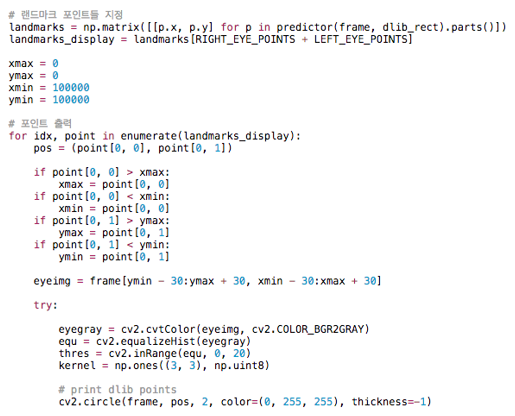 # 랜드마크 포인트들 지정
landmarks = np.matrix([[p.x, p.y] for p in predictor(frame, dlib_rect).parts()])
landmarks_display = landmarks[RIGHT_EYE_POINTS + LEFT_EYE_POINTS]
xmax = 0
ymax = 0
xmin = 100000
ymin = 100000
# 포인트 출력
for idx, point in enumerate(landmarks_display):
    pos = (point[0, 0], point[0, 1])
    if point[0, 0] > xmax:
        xmax = point[0, 0]
    if point[0, 0] < xmin:
        xmin = point[0, 0]
    if point[0, 1] > ymax:
        ymax = point[0, 1]
    if point[0, 1] < ymin:
        ymin = point[0, 1]
    eyeimg = frame[ymin - 30:ymax + 30, xmin - 30:xmax + 30]
    try:
        eyegray = cv2.cvtColor(eyeimg, cv2.COLOR_BGR2GRAY)
        equ = cv2.equalizeHist(eyegray)
        thres = cv2.inRange(equ, 0, 20)
        kernel = np.ones((3, 3), np.uint8)
        # print dlib points
        cv2.circle(frame, pos, 2, color=(0, 255, 255), thickness=-1)